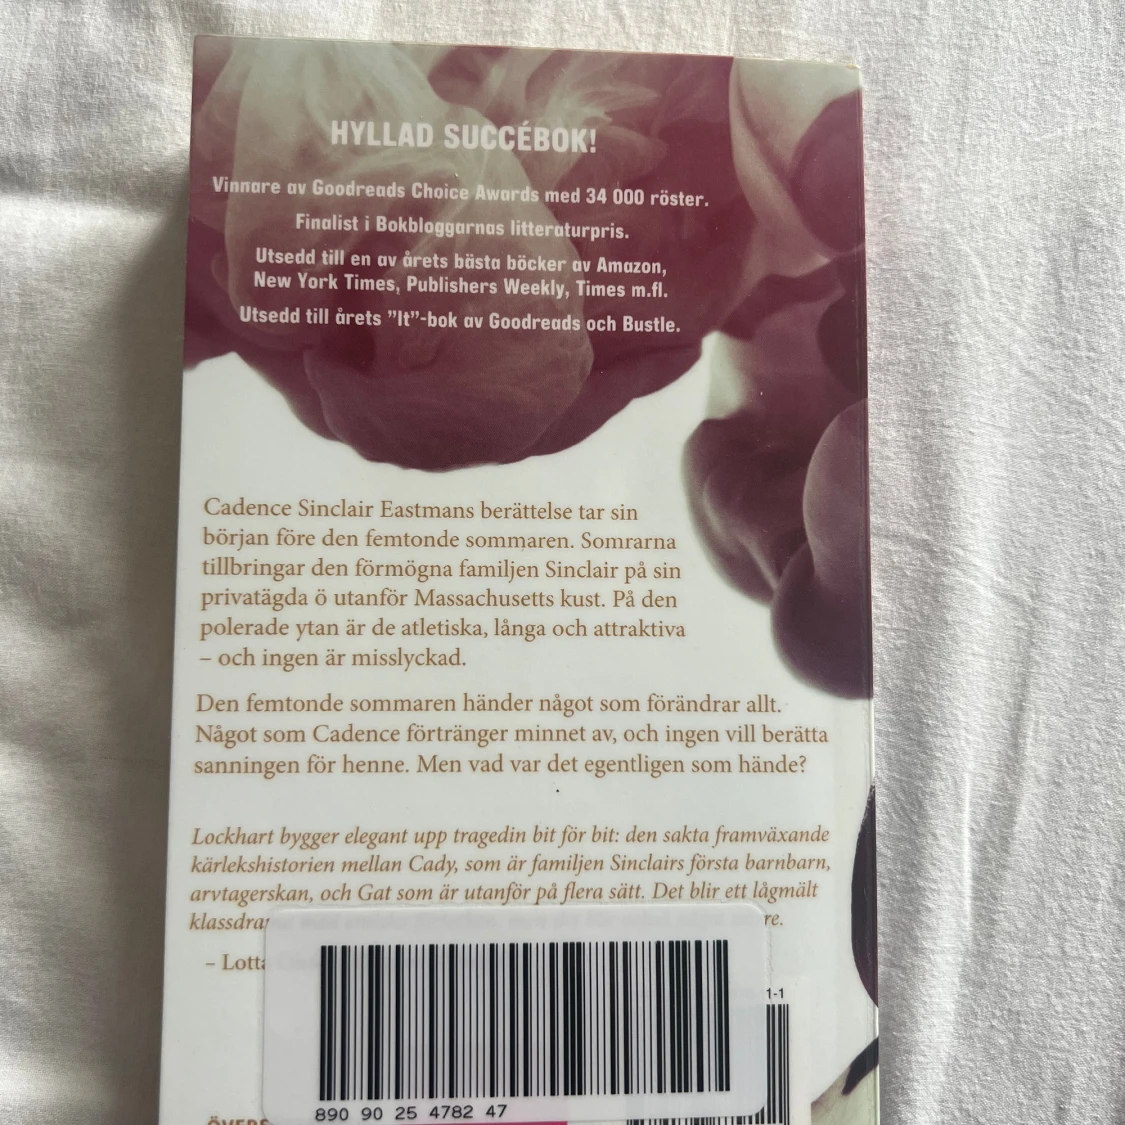 HYLLAD SUCCÉBOK!
Vinnare av Goodreads Choice Awards med 34 000 röster.
Finalist i Bokbloggarnas litteraturpris.
Utsedd till en av årets bästa böcker av Amazon,
New York Times, Publishers Weekly, Times m.fl.
Utsedd till årets ”It”-bok av Goodreads och Bustle.
Cadence Sinclair Eastmans berättelse tar sin
början före den femtonde sommaren. Somrarna
tillbringar den förmögna familjen Sinclair på sin
privatägda ö utanför Massachusetts kust. På den
polerade ytan är de atletiska, långa och attraktiva
– och ingen är misslyckad.
Den femtonde sommaren händer något som förändrar allt.
Något som Cadence förtränger minnet av, och ingen vill berätta
sanningen för henne. Men vad var det egentligen som hände?
Lockhart bygger elegant upp tragedin bit för bit: den sakta framväxande
kärlekshistorien mellan Cady, som är familjen Sinclairs första barnbarn,
arvtagerskan, och Gat som är utanför på flera sätt. Det blir ett lågmält
– Lotta
1-1
890 90 25 4782 47